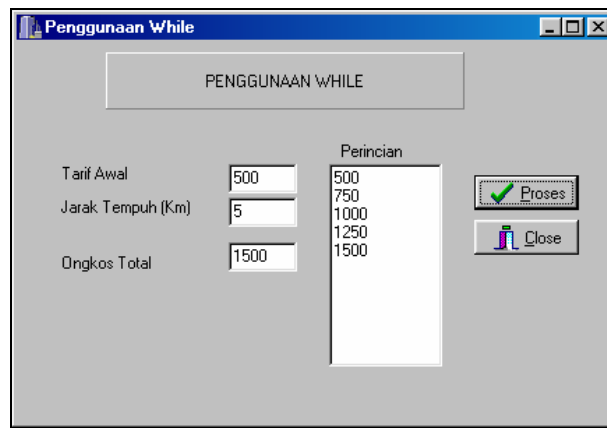 Penggunaan While
PENGGUNAAN WHILE
Tarif Awal
500
Jarak Tempuh (Km)
5
Ongkos Total
1500
Perincian
500
750
1000
1250
1500
Proses
Close